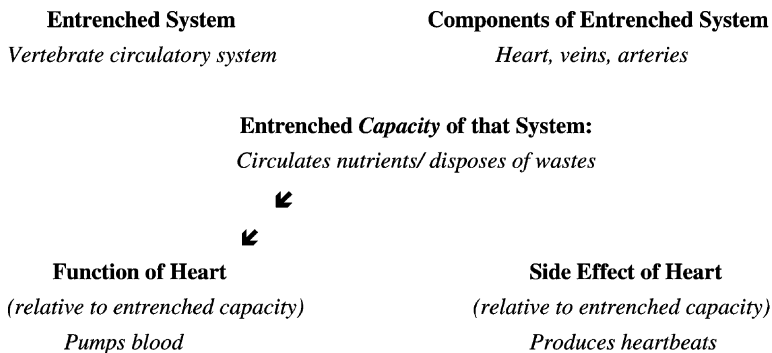 Entrenched System
Vertebrate circulatory system
Components of Entrenched System
Heart, veins, arteries
Entrenched Capacity of that System:
Circulates nutrients/ disposes of wastes
Function of Heart
(relative to entrenched capacity)
Pumps blood
Side Effect of Heart
(relative to entrenched capacity)
Produces heartbeats